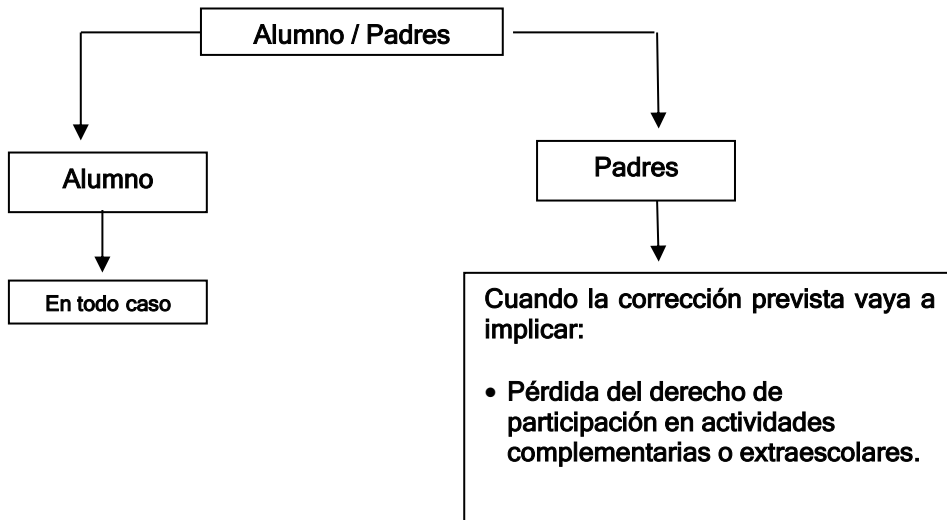 Alumno / Padres
Alumno
Padres
En todo caso
Cuando la corrección prevista vaya a
implicar:
• Pérdida del derecho de
participación en actividades
complementarias o extraescolares.